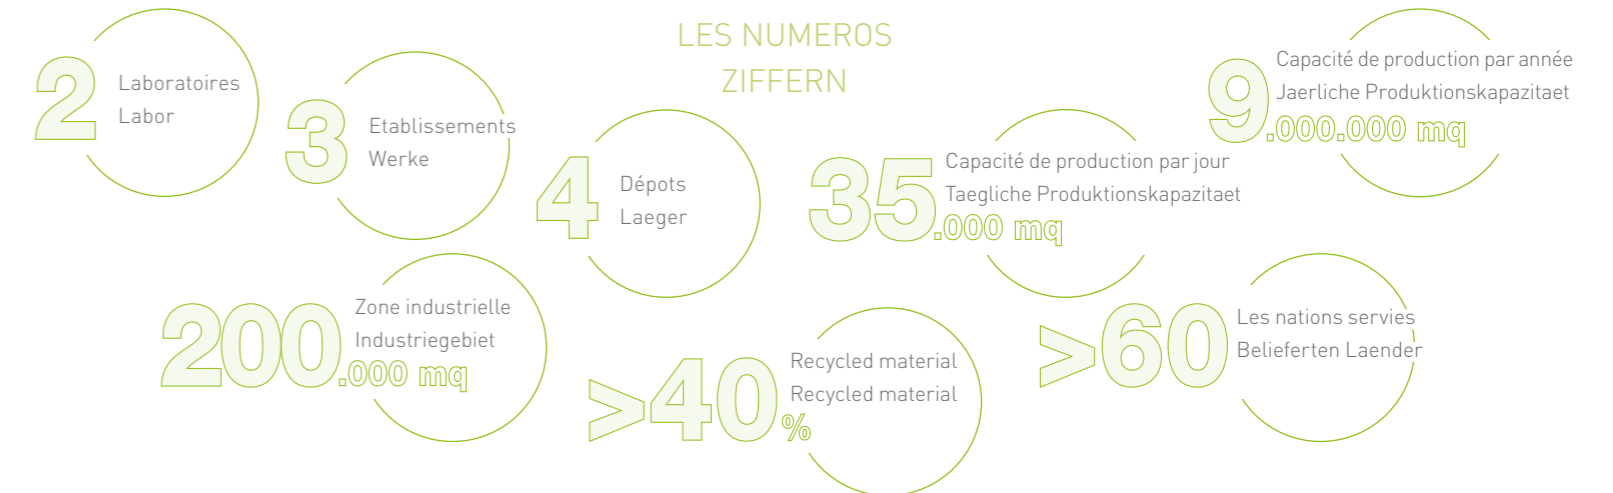 LES NUMEROS
ZIFFERN
2
Laboratoires
Labor
3
Etablissements
Werke
4
Dépots
Laeger
35.000 mq
Capacité de production par jour
Taegliche Produktionskapazitaet
9.000.000 mq
Capacité de production par année
Jaerliche Produktionskapazitaet
200.000 mq
Zone industrielle
Industriegebiet
>40%
Recycled material
Recycled material
>60
Les nations servies
Belieferten Laender